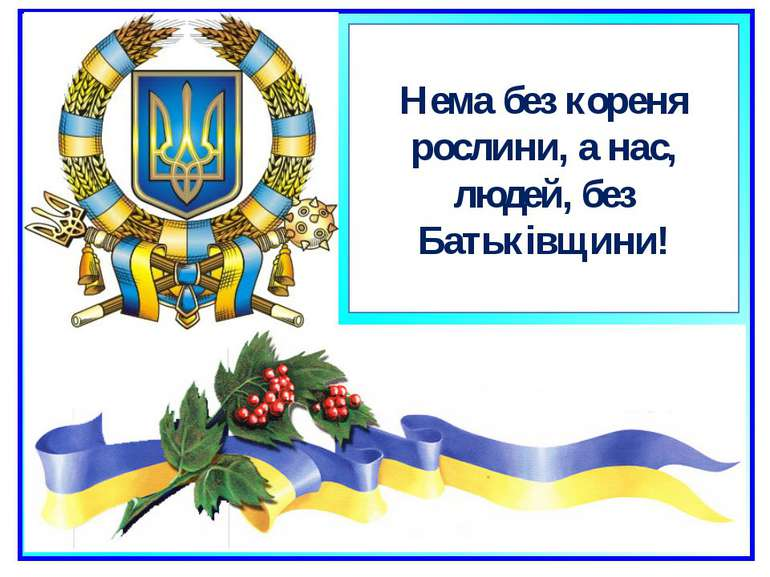 Нема без кореня
рослини, а нас,
людей, без
Батьківщини!